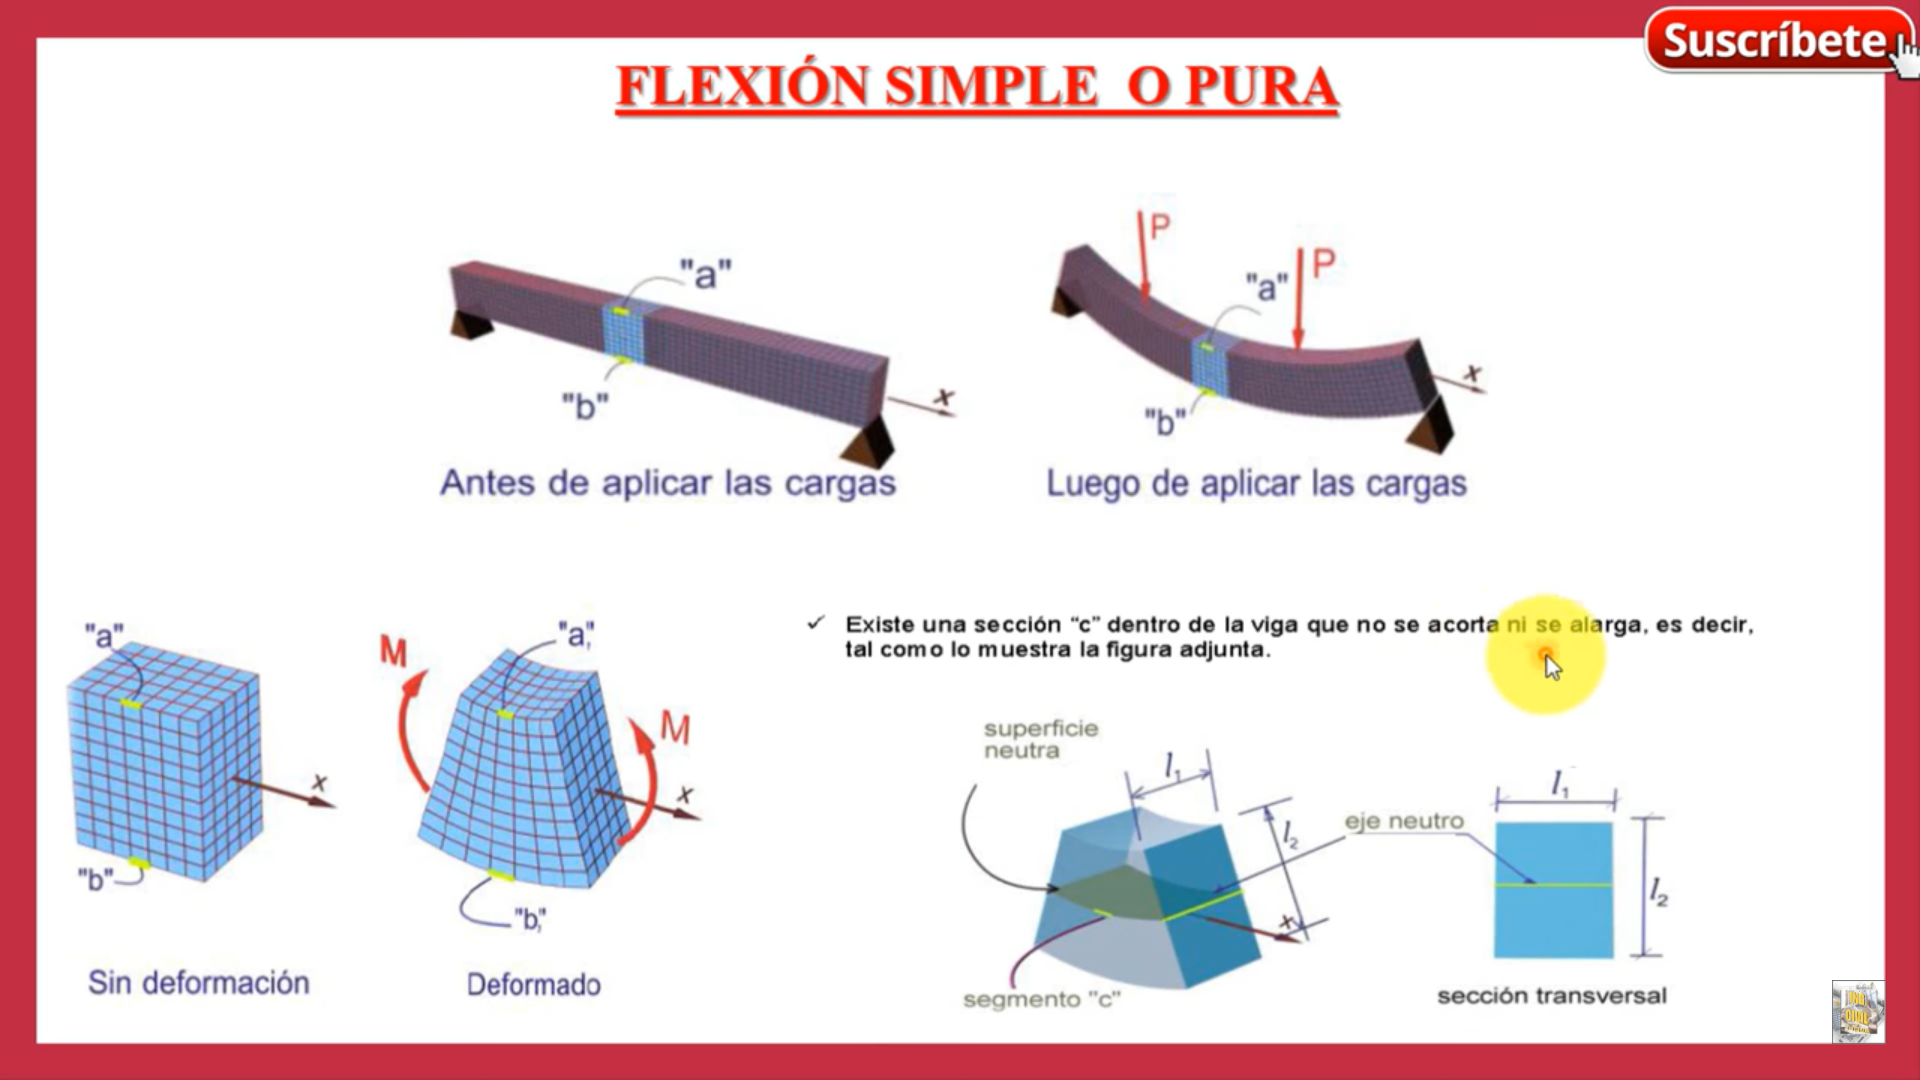 Suscríbete
FLEXIÓN SIMPLE O PURA
"a"
"b"
x
Antes de aplicar las cargas
P
P
"a"
"b"
x
Luego de aplicar las cargas
"a"
"b"
x
Sin deformación
M
"a,"
M
x
"b,"
Deformado
✓ Existe una sección “c” dentro de la viga que no se acorta ni se alarga, es decir,
tal como lo muestra la figura adjunta.
superficie
neutra
l₁
l₂
eje neutro
x
segmento "c"
l₁
l₂
sección transversal